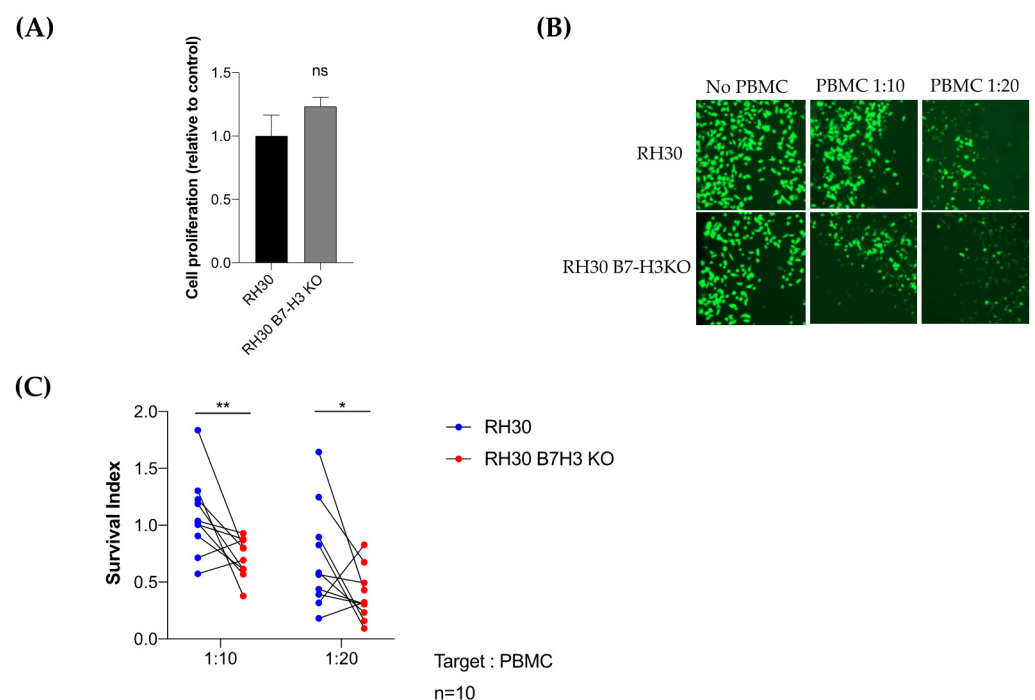 (A)
ns
1.5
1.0
0.5
0.0
Cell proliferation (relative to control)
RH30
RH30 B7-H3 KO
(B)
No PBMC PBMC 1:10 PBMC 1:20
RH30
RH30 B7-H3KO
(C)
** *
2.0
1.5
1.0
0.5
0.0
Survival Index
1:10 1:20
RH30
RH30 B7H3 KO
Target : PBMC
n=10